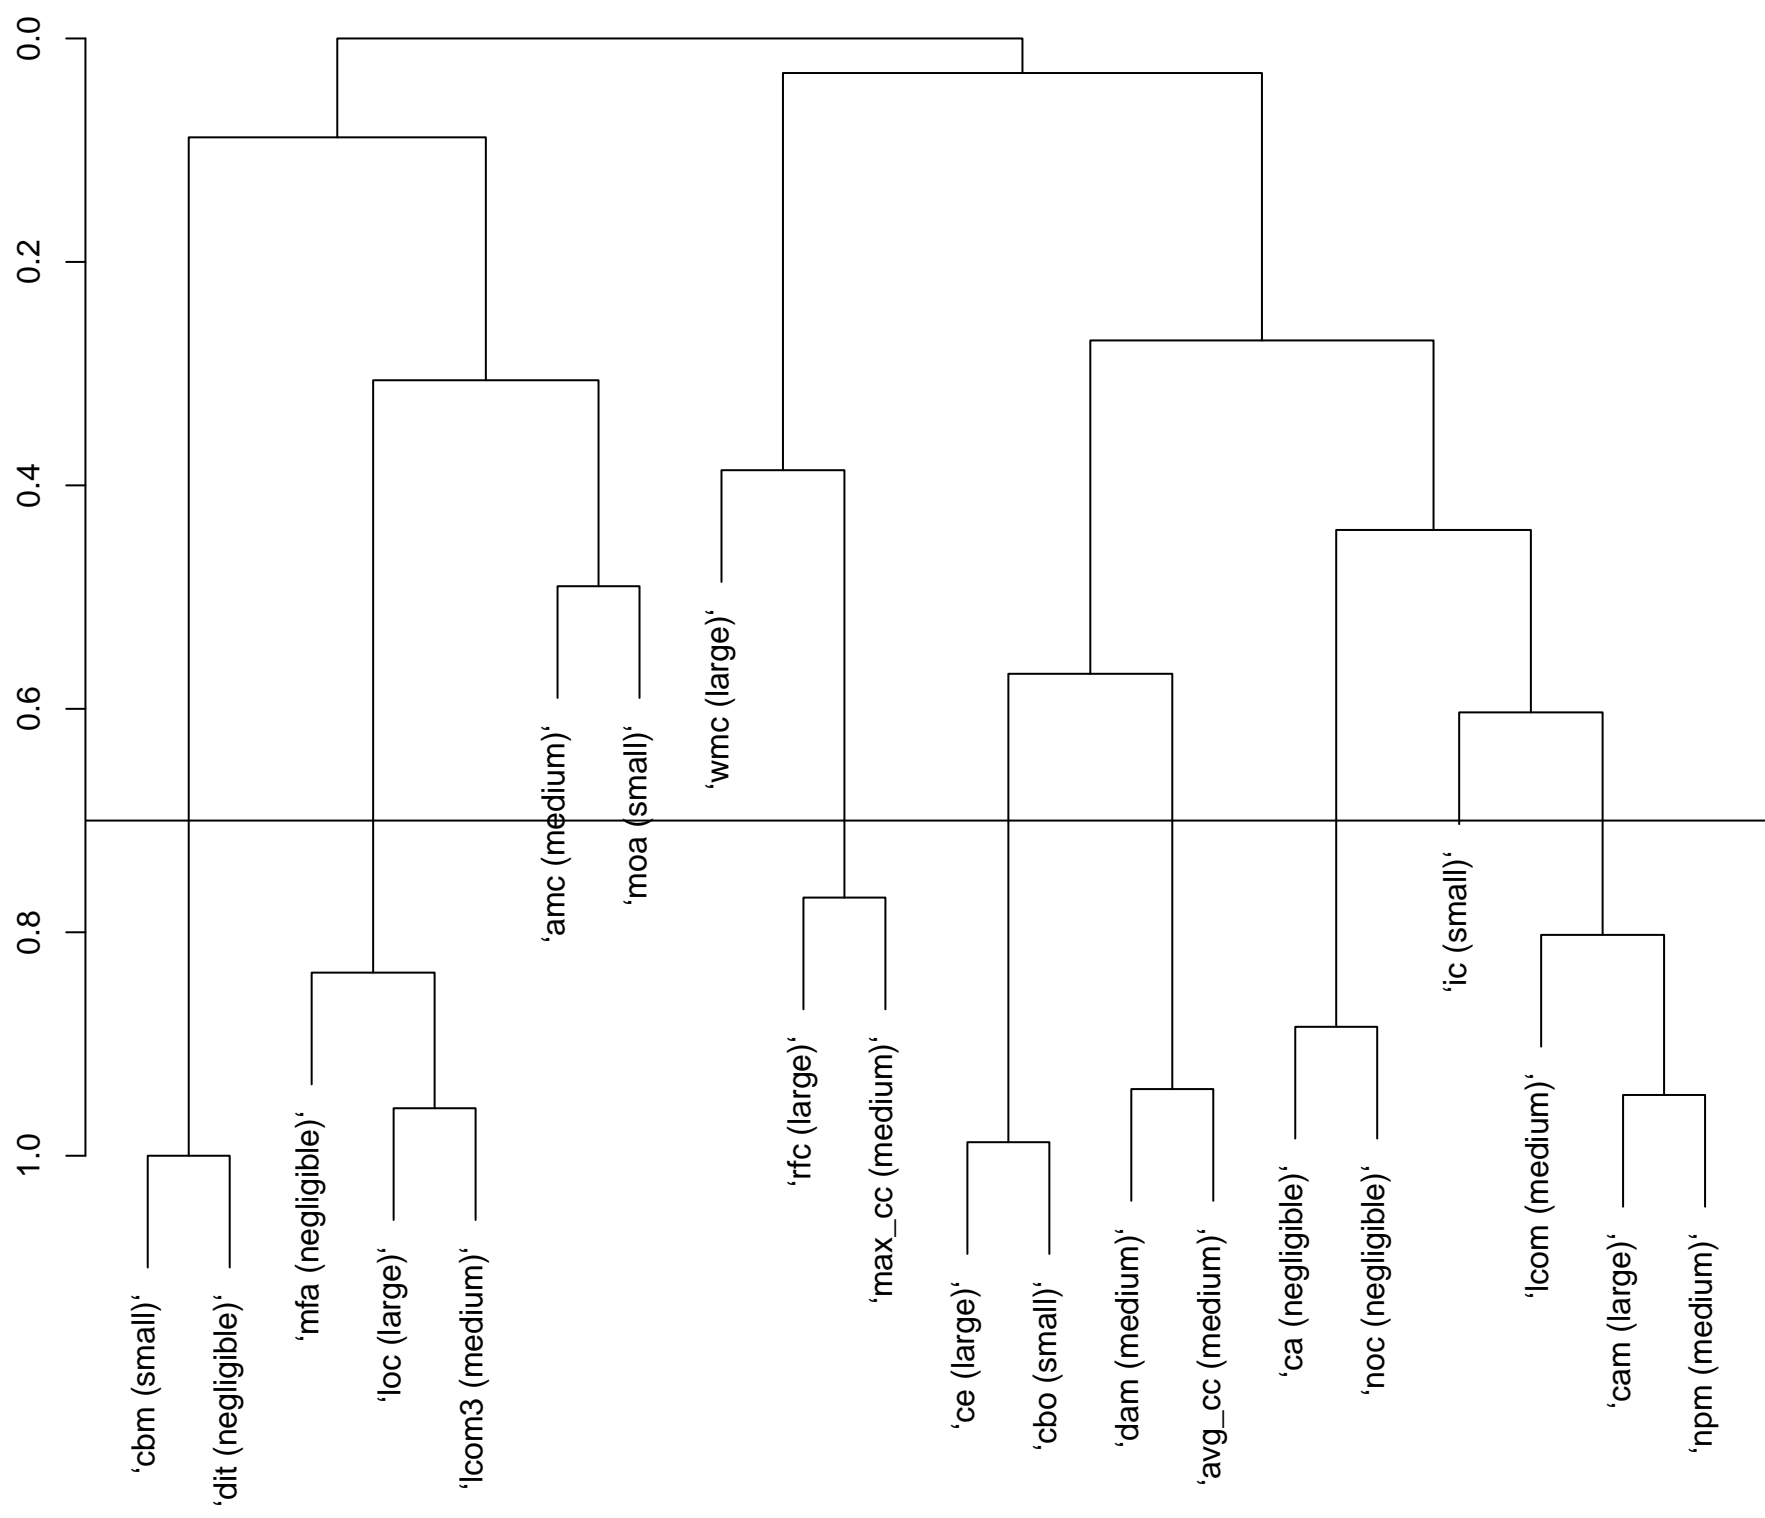 0.0
0.2
0.4
0.6
0.8
1.0
‘cbm (small)‘
‘dit (negligible)‘
‘mfa (negligible)‘
‘loc (large)‘
‘lcom3 (medium)‘
‘amc (medium)‘
‘moa (small)‘
‘wmc (large)‘
‘rfc (large)‘
‘max_cc (medium)‘
‘ce (large)‘
‘cbo (small)‘
‘dam (medium)‘
‘avg_cc (medium)‘
‘ca (negligible)‘
‘noc (negligible)‘
‘ic (small)‘
‘lcom (medium)‘
‘cam (large)‘
‘npm (medium)‘